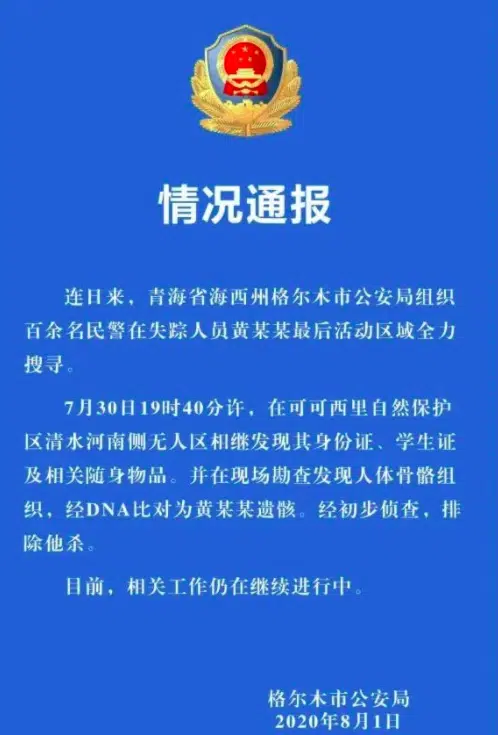 情况通报
连日来，青海省海西州格尔木市公安局组织
百余名民警在失踪人员黄某某最后活动区域全力
搜寻。
7月30日19时40分许，在可可西里自然保护
区清水河南侧无人区相继发现其身份证、学生证
及相关随身物品。并在现场勘查发现人体骨骼组
织，经DNA比对为黄某某遗骸。经初步侦查，排
除他杀。
目前，相关工作仍在继续进行中。
格尔木市公安局
2020年8月1日